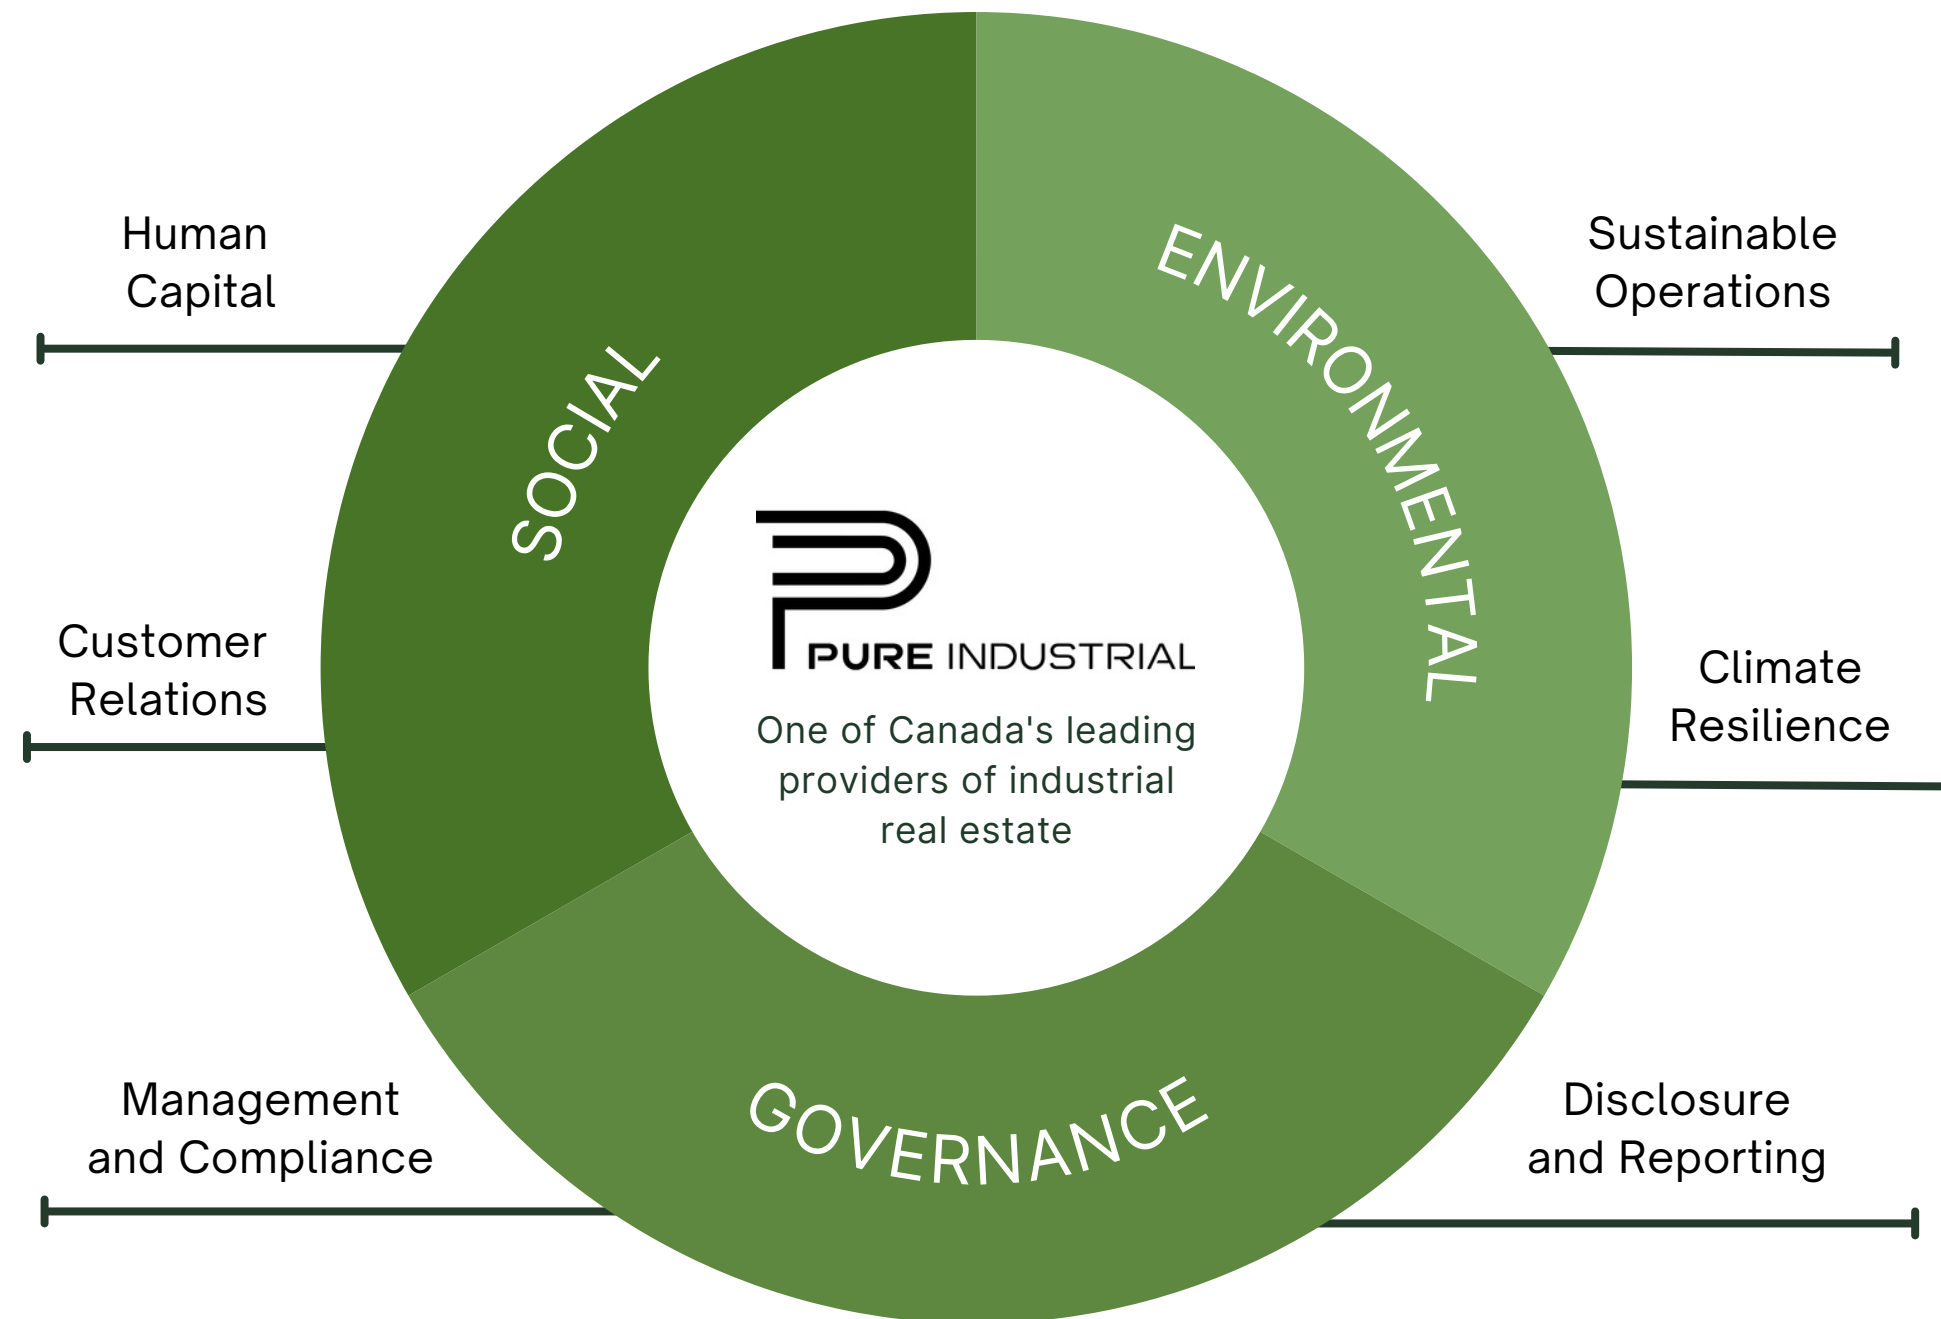 Human
Capital
SOCIAL
Customer
Relations
Management
and Compliance
ENVIRONMENTAL
Sustainable
Operations
Climate
Resilience
PURE INDUSTRIAL
One of Canada's leading
providers of industrial
real estate
GOVERNANCE
Disclosure
and Reporting